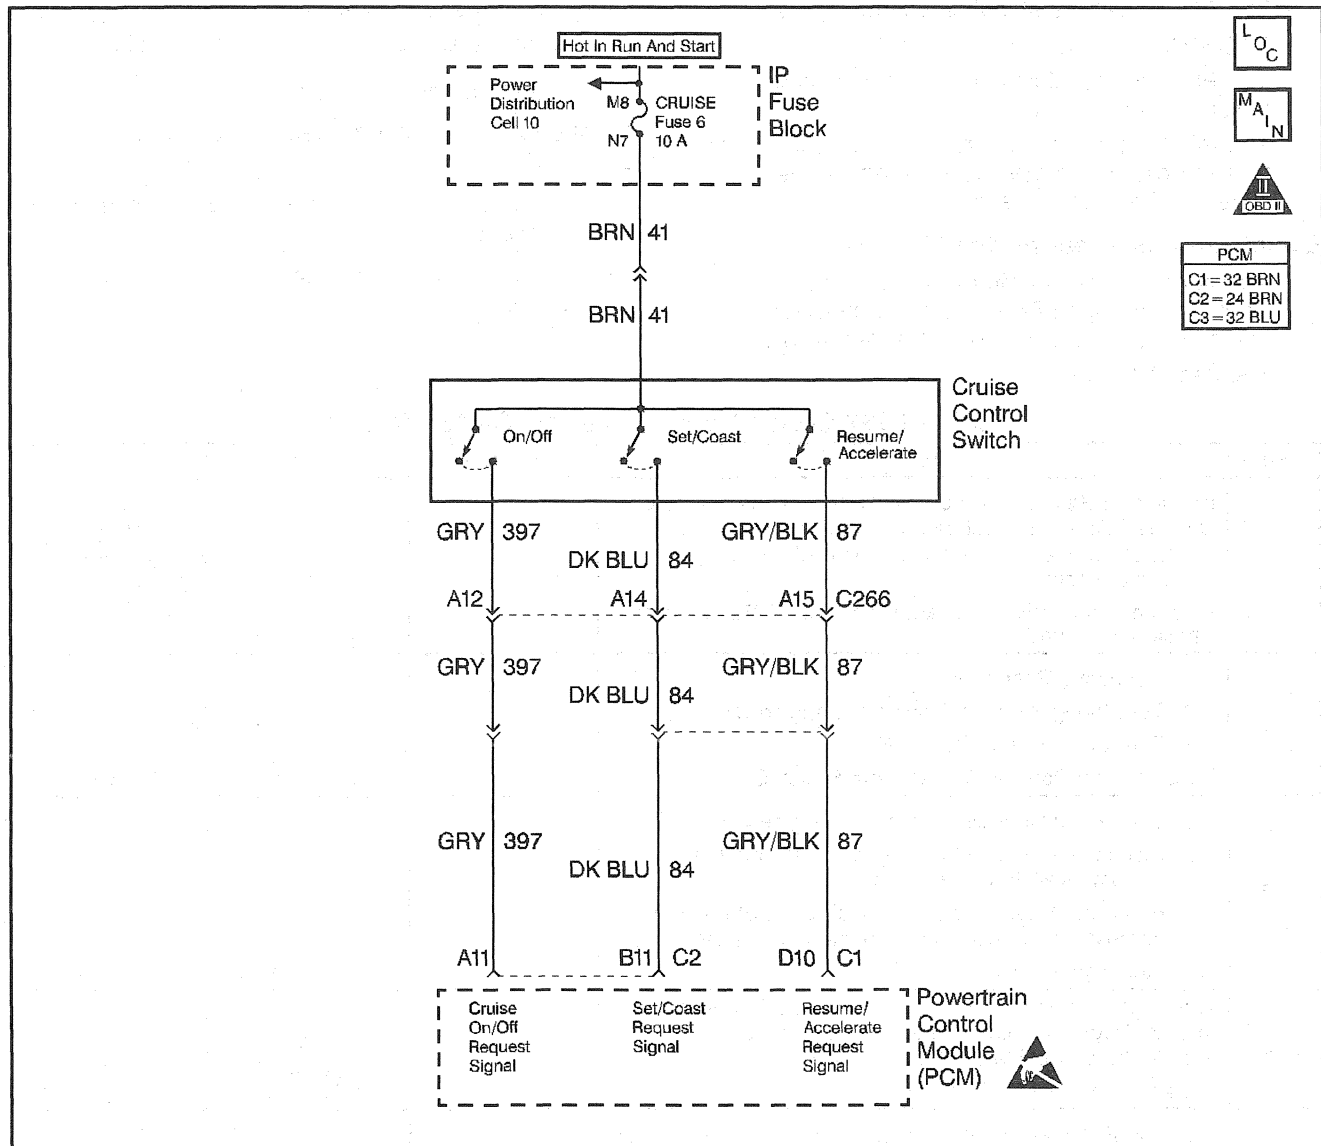 Hot In Run And Start
LOC
Power
Distribution
Cell 10
M8
CRUISE
Fuse 6
N7
10 A
IP
Fuse
Block
MAIN
II
OBD II
BRN 41
BRN 41
PCM
C1=32 BRN
C2=24 BRN
C3=32 BLU
On/Off
Set/Coast
Resume/
Accelerate
Cruise
Control
Switch
GRY 397
DK BLU 84
GRY/BLK 87
A12
A14
A15 C266
GRY 397
DK BLU 84
GRY/BLK 87
GRY 397
DK BLU 84
GRY/BLK 87
A11
B11 C2
D10 C1
Cruise
On/Off
Request
Signal
Set/Coast
Request
Signal
Resume/
Accelerate
Request
Signal
Powertrain
Control
Module
(PCM)